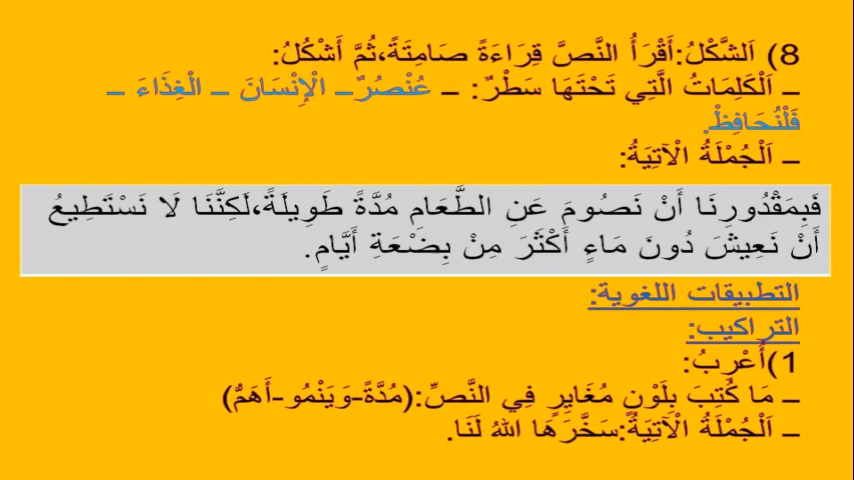 8) اَلشَّكْلُ:أَقْرَأُ النَّصَّ قِرَاءَةً صَامِتَةً،ثُمَّ أَشْكُلُ:
– اَلْكَلِمَاتُ الَّتِي تَحْتَهَا سَطْرٌ: – عُنْصُرٌ– الْإِنْسَانَ – الْغِذَاءَ –
فَلْنُحَافِظْ.
– اَلْجُمْلَةُ الْآتِيَةُ:
فَبِمَقْدُورِنَا أَنْ نَصُومَ عَنِ الطَّعَامِ مُدَّةً طَوِيلَةً،لَكِنَّنَا لَا نَسْتَطِيعُ
أَنْ نَعِيشَ دُونَ مَاءٍ أَكْثَرَ مِنْ بِضْعَةِ أَيَّامٍ.
التطبيقات اللغوية:
التراكيب:
1)أُعْرِبُ:
– مَا كُتِبَ بِلَوْنٍ مُغَايِرٍ فِي النَّصِّ:(مُدَّةً-وَيَنْمُو-أَهَمُّ)
– اَلْجُمْلَةُ الْآتِيَةُ:سَخَّرَهَا اللهُ لَنَا.